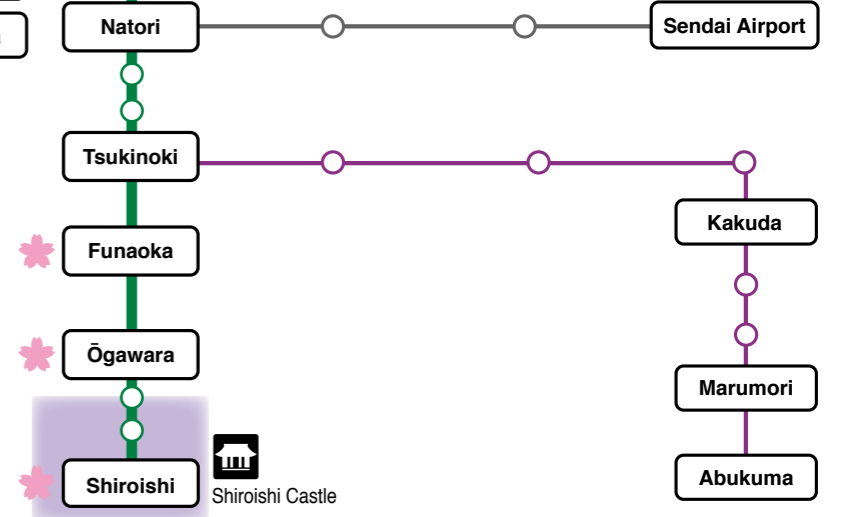 Natori
Sendai Airport
Tsukinoki
Kakuda
Funaoka
Ōgawara
Marumori
Shiroishi
Shiroishi Castle
Abukuma